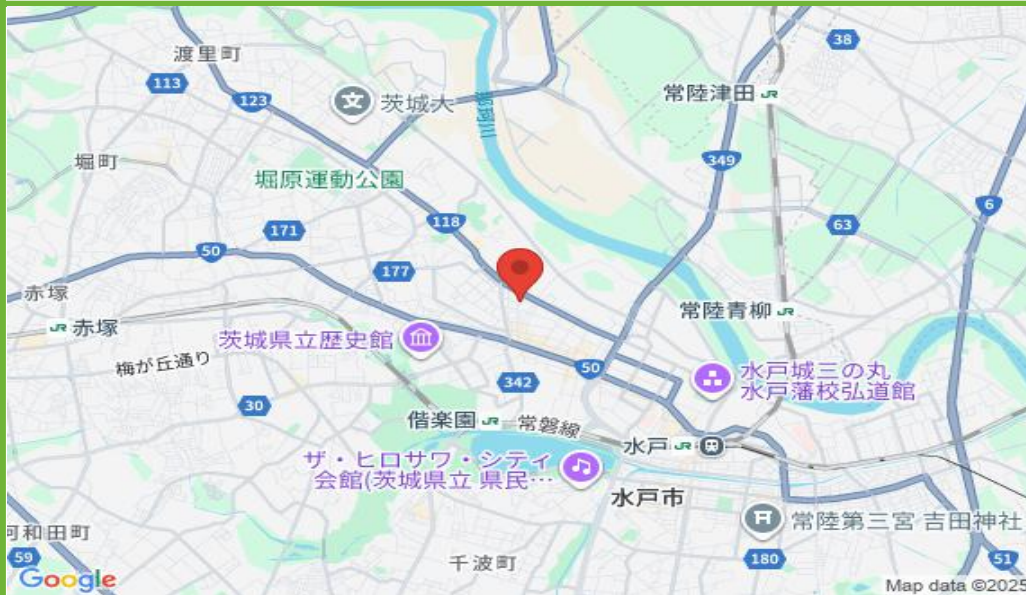 38
渡里町
113
123
茨城大
常陸津田
JR
那珂川
349
堀町
堀原運動公園
171
118
63
6
50
177
赤塚
JR 赤塚
常陸青柳 JR
茨城県立歴史館
梅が丘通り
50
水戸城三の丸
水戸藩校弘道館
342
30
偕楽園 JR 常磐線
水戸 JR
ザ・ヒロサワ・シティ
会館(茨城県立 県民…
水戸市
常陸第三宮 吉田神社
河和田町
59
千波町
180
51
Google
Map data ©2025